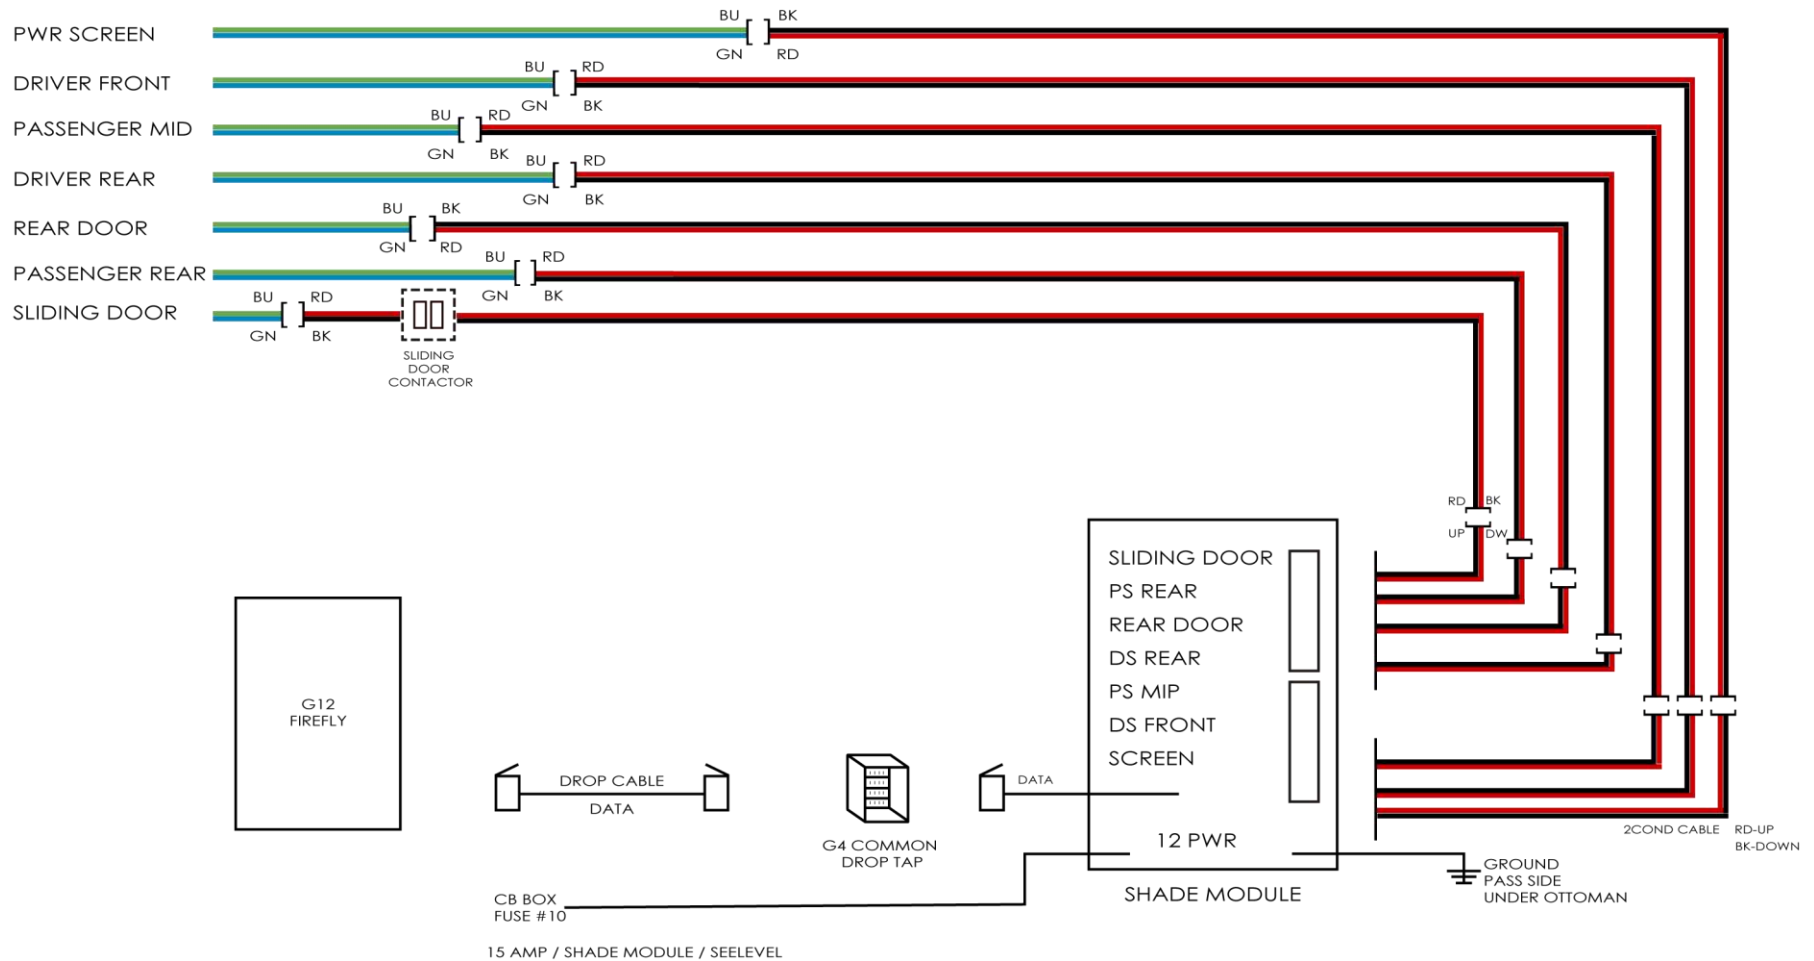 BU BK
PWR SCREEN
GN RD
BU RD
DRIVER FRONT
GN BK
BU RD
PASSENGER MID
GN BK
BU RD
DRIVER REAR
GN BK
BU BK
REAR DOOR
GN RD
BU RD
PASSENGER REAR
GN BK
BU RD
SLIDING DOOR
GN BK
SLIDING
DOOR
CONTACTOR
RD BK
UP DW
SLIDING DOOR
PS REAR
REAR DOOR
DS REAR
PS MIP
DS FRONT
SCREEN
G12
FIREFLY
DROP CABLE
DATA
DATA
G4 COMMON
DROP TAP
12 PWR
SHADE MODULE
2COND CABLE
RD-UP
BK-DOWN
GROUND
PASS SIDE
UNDER OTTOMAN
CB BOX
FUSE #10
15 AMP / SHADE MODULE / SEELEVEL